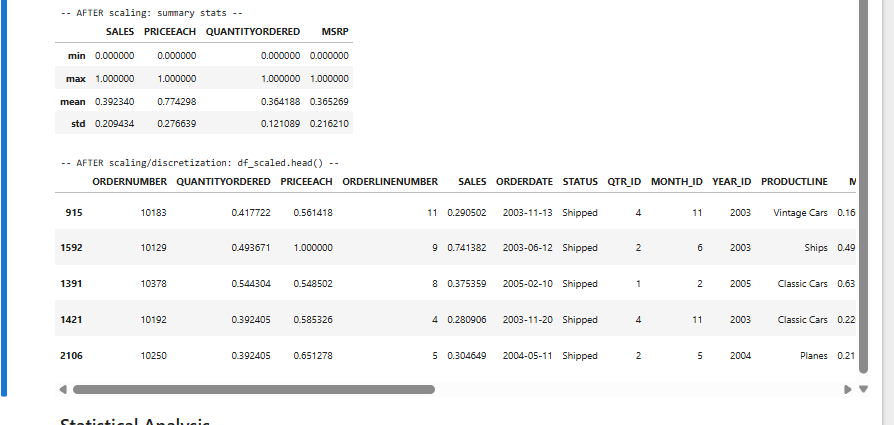 -- AFTER scaling: summary stats --
SALES PRICEEACH QUANTITYORDERED MSRP
min 0.000000 0.000000 0.000000 0.000000
max 1.000000 1.000000 1.000000 1.000000
mean 0.392340 0.774298 0.364188 0.365269
std 0.209434 0.276639 0.121089 0.216210
-- AFTER scaling/discretization: df_scaled.head() --
ORDERNUMBER QUANTITYORDERED PRICEEACH ORDERLINENUMBER SALES ORDERDATE STATUS QTR_ID MONTH_ID YEAR_ID PRODUCTLINE M
915 10183 0.417722 0.561418 11 0.290502 2003-11-13 Shipped 4 11 2003 Vintage Cars 0.16
1592 10129 0.493671 1.000000 9 0.741382 2003-06-12 Shipped 2 6 2003 Ships 0.49
1391 10378 0.544304 0.548502 8 0.375359 2005-02-10 Shipped 1 2 2005 Classic Cars 0.63
1421 10192 0.392405 0.585326 4 0.280906 2003-11-20 Shipped 4 11 2003 Classic Cars 0.22
2106 10250 0.392405 0.651278 5 0.304649 2004-05-11 Shipped 2 5 2004 Planes 0.21
Statistical Analysis